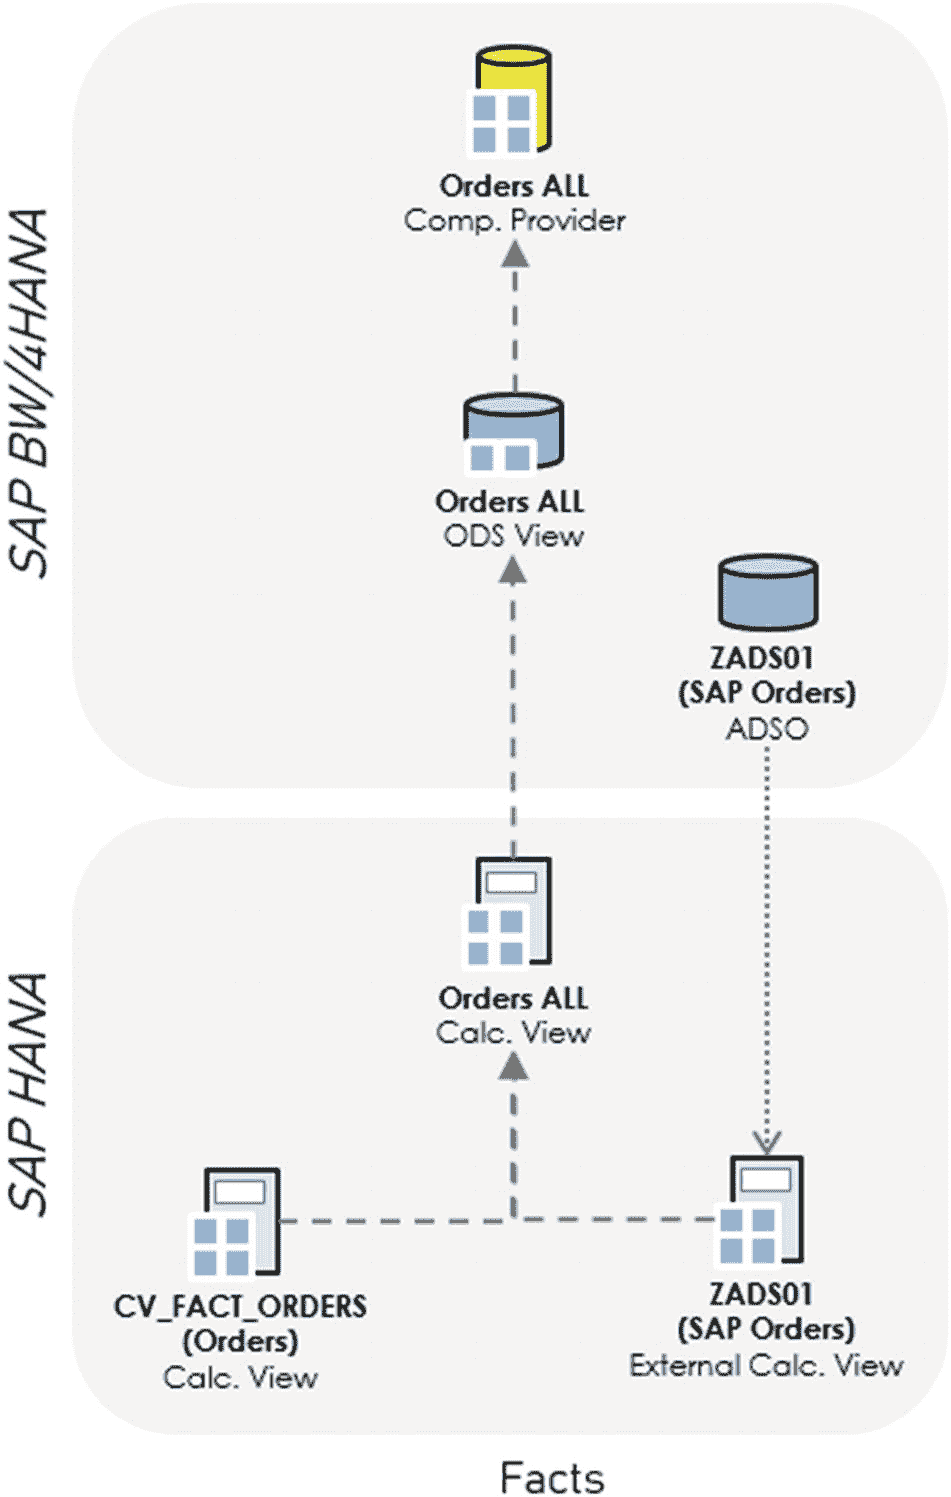 SAP BW/4HANA
Orders ALL
Comp. Provider
Orders ALL
ODS View
ZADS01
(SAP Orders)
ADSO
SAP HANA
Orders ALL
Calc. View
CV_FACT_ORDERS
(Orders)
Calc. View
ZADS01
(SAP Orders)
External Calc. View
Facts